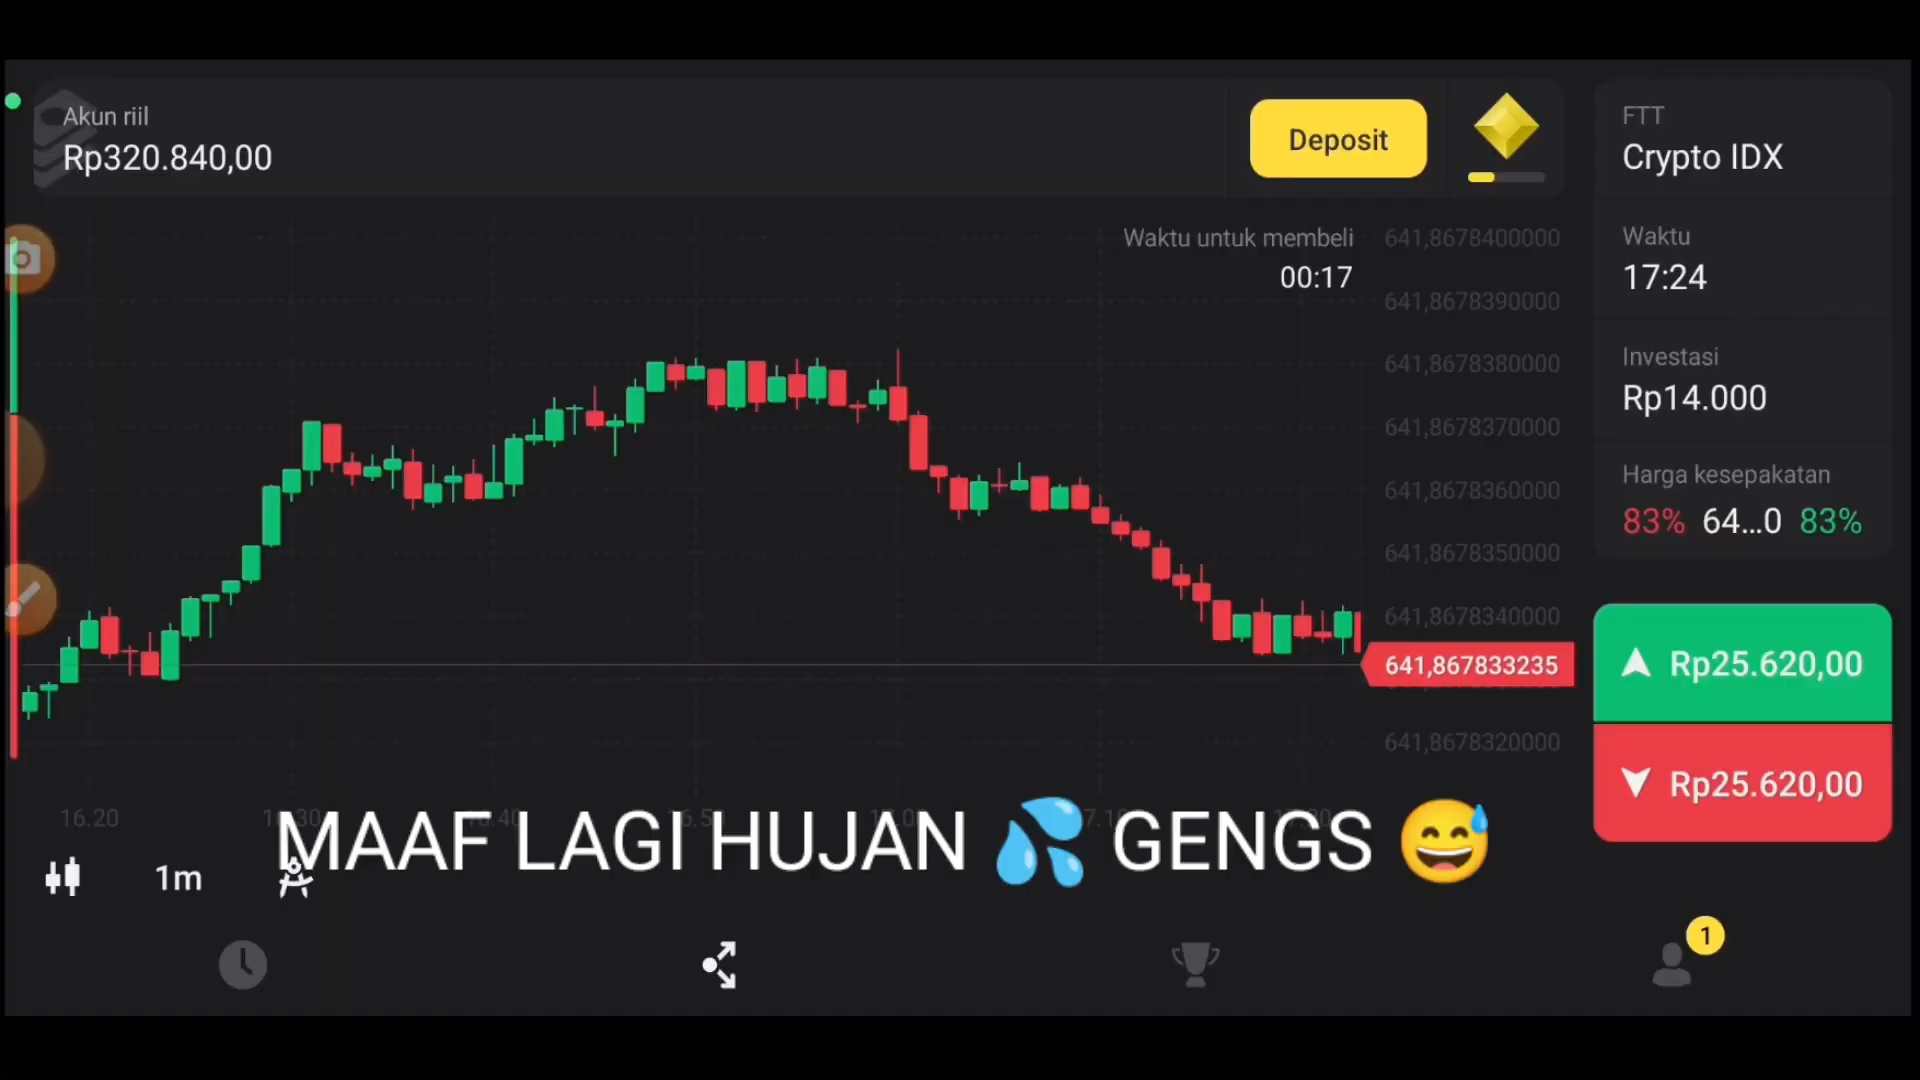 Akun riil
Rp320.840,00
Deposit
FTT
Crypto IDX
Waktu untuk membeli
00:17
Waktu
17:24
Investasi
Rp14.000
Harga kesepakatan
83% 64...0 83%
641,8678400000
641,8678390000
641,8678380000
641,8678370000
641,8678360000
641,8678350000
641,8678340000
641,867833235
641,8678320000
Rp25.620,00
Rp25.620,00
16.20
MAAF LAGI HUJAN 💦 GENGS 😅
1m
1